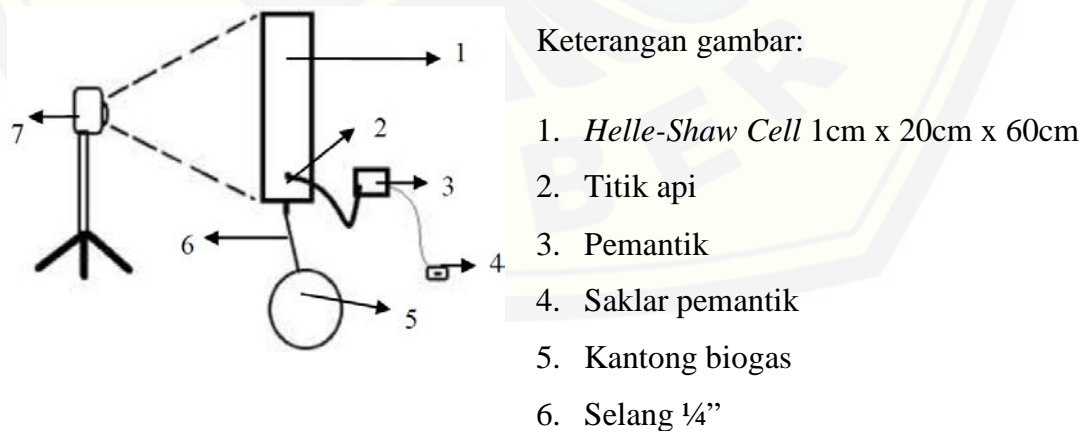 Keterangan gambar:
1. Helle-Shaw Cell 1cm x 20cm x 60cm
2. Titik api
3. Pemantik
4. Saklar pemantik
5. Kantong biogas
6. Selang ¼”
1
2
3
4
5
6
7
BER